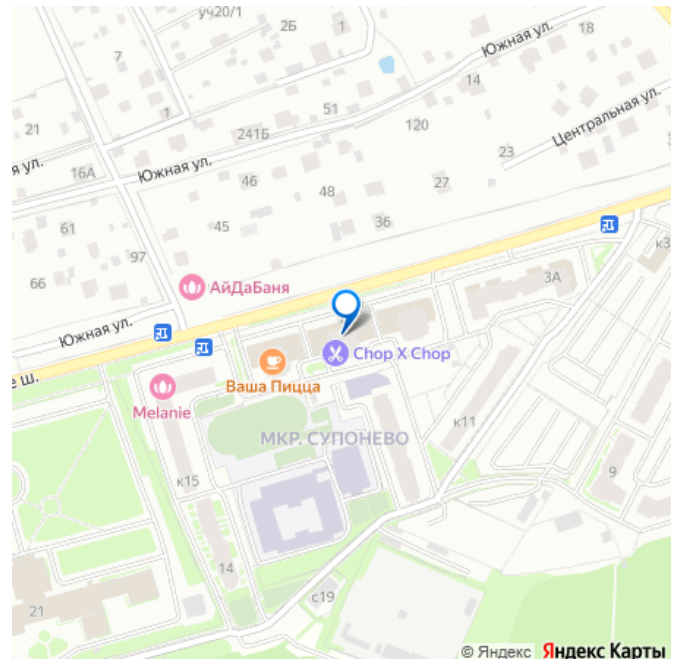 уч20/1
2Б
1
18
7
Южная ул.
14
1
51
21
120
241Б
Центральная ул.
23
я ул.
16А
Южная ул.
46
48
27
61
45
36
97
к3
66
3А
АйДаБаня
Южная ул.
Chop X Chop
е Ш.
Ваша Пицца
Melanie
к11
МКР. СУПОНЕВО
9
к15
14
с19
21
© Яндекс Яндекс Карты